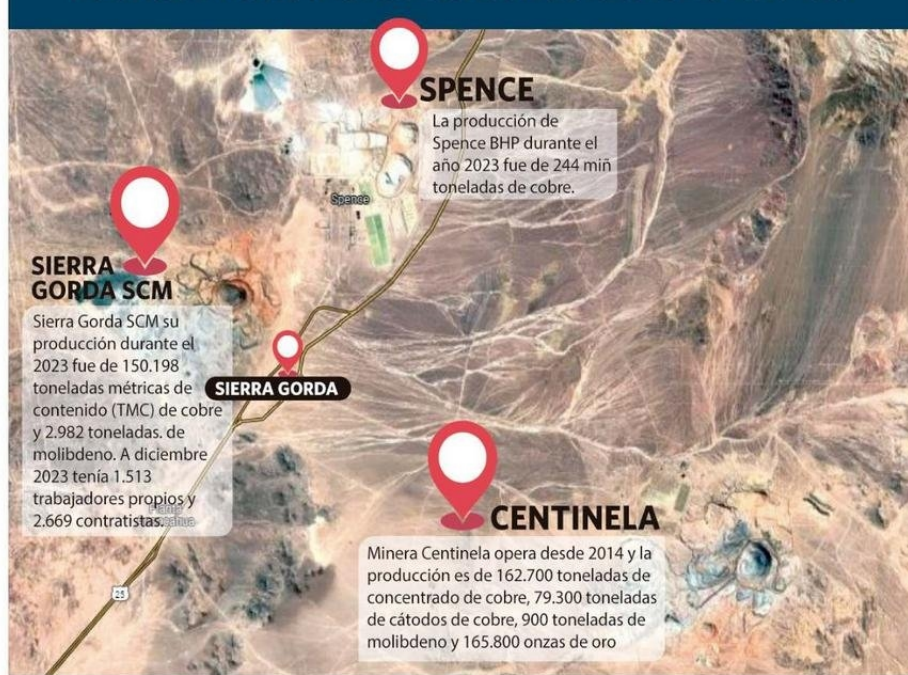 SPENCE
La producción de
Spence BHP durante el
año 2023 fue de 244 miñ
toneladas de cobre.
Spence
SIERRA
GORDA SCM
Sierra Gorda SCM su
producción durante el
2023 fue de 150.198
toneladas métricas de
contenido (TMC) de cobre
y 2.982 toneladas. de
molibdeno. A diciembre
2023 tenía 1.513
trabajadores propios y
2.669 contratistas.
SIERRA GORDA
25
CENTINELA
Minera Centinela opera desde 2014 y la
producción es de 162.700 toneladas de
concentrado de cobre, 79.300 toneladas
de cátodos de cobre, 900 toneladas de
molibdeno y 165.800 onzas de oro